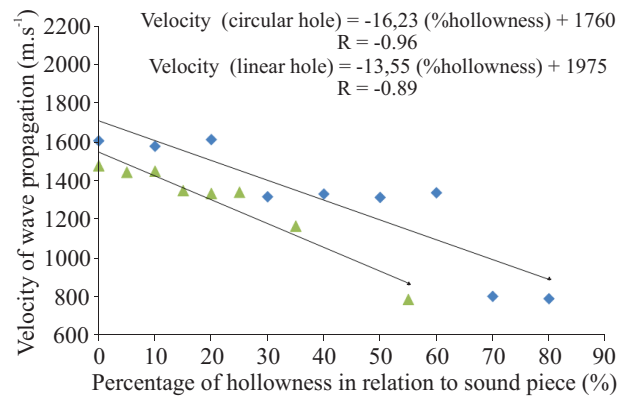 Velocity (circular hole) = -16,23 (%hollowness) + 1760
R = -0.96
Velocity (linear hole) = -13,55 (%hollowness) + 1975
R = -0.89
Velocity of wave propagation (m.s-1)
2200
2000
1800
1600
1400
1200
1000
800
600
0 10 20 30 40 50 60 70 80 90
Percentage of hollowness in relation to sound piece (%)